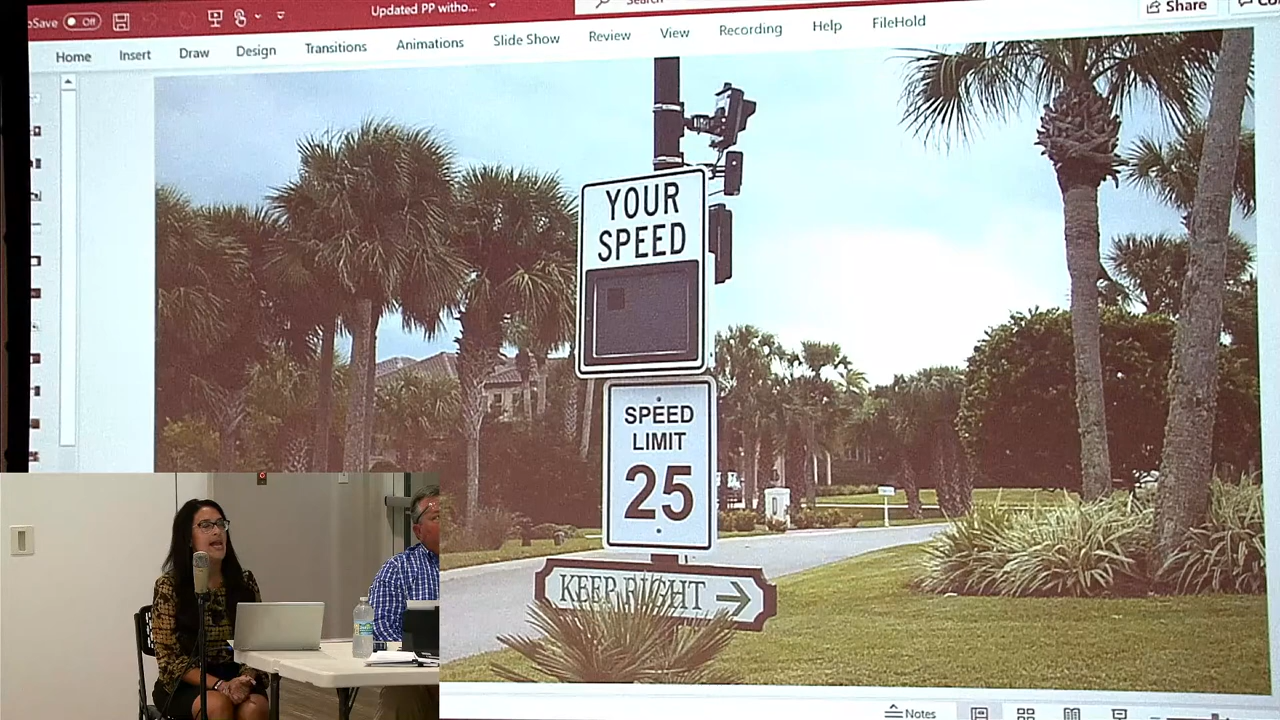 Save Off
Updated PP witho...
Search
Share
Home Insert Draw Design Transitions Animations Slide Show Review View Recording Help FileHold
YOUR
SPEED
SPEED
LIMIT
25
KEEP RIGHT →
Notes